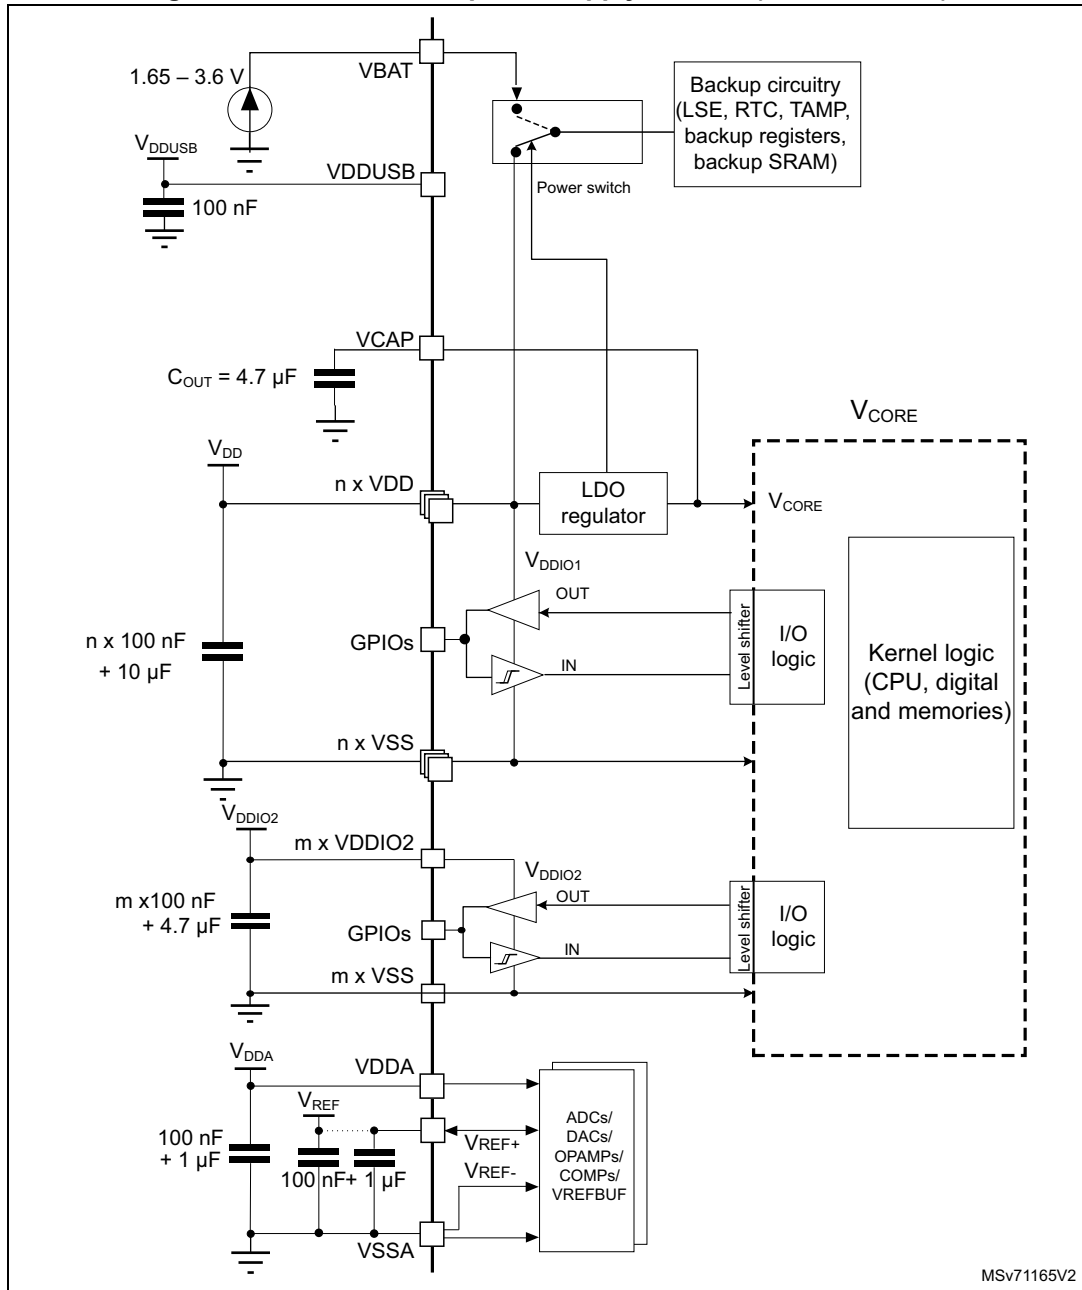 VBAT
1.65 – 3.6 V
Backup circuitry
(LSE, RTC, TAMP,
backup registers,
backup SRAM)
VDDUSB
VDDUSB
100 nF
Power switch
VCAP
COUT = 4.7 µF
VCORE
VDD
n x VDD
LDO
regulator
VCORE
VDDIO1
OUT
GPIOs
IN
Level shifter
I/O
logic
Kernel logic
(CPU, digital
and memories)
n x 100 nF
+ 10 µF
n x VSS
VDDIO2
m x VDDIO2
VDDIO2
OUT
m x100 nF
+ 4.7 µF
GPIOs
IN
Level shifter
I/O
logic
m x VSS
VDDA
VDDA
VREF
100 nF
+ 1 µF
100 nF+ 1 µF
VREF+
VREF-
ADCs/
DACs/
OPAMPs/
COMPs/
VREFBUF
VSSA
MSv71165V2